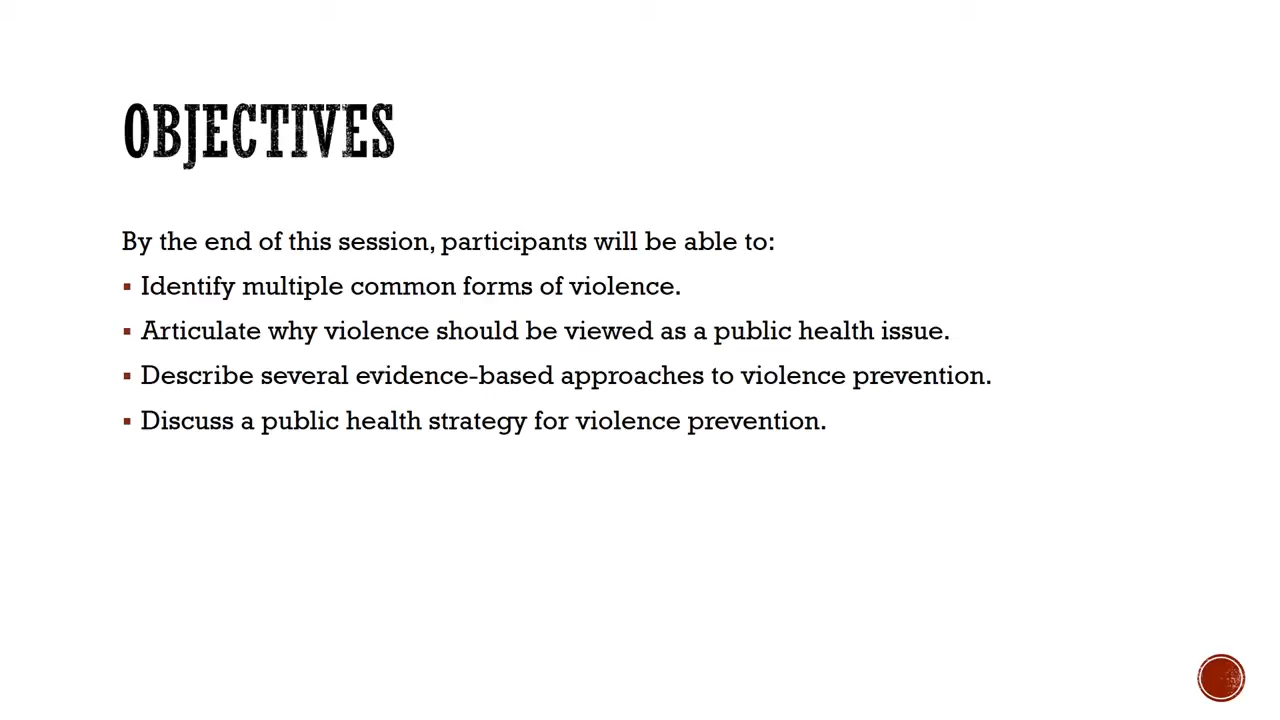 OBJECTIVES
By the end of this session, participants will be able to:
▪ Identify multiple common forms of violence.
▪ Articulate why violence should be viewed as a public health issue.
▪ Describe several evidence-based approaches to violence prevention.
▪ Discuss a public health strategy for violence prevention.